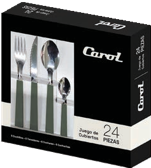 Carol
Juego de
Cubiertos
24
PIEZAS